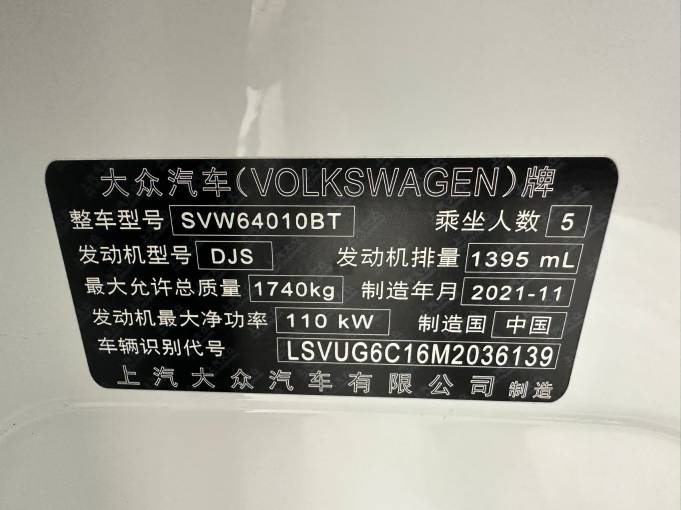 大众汽车(VOLKSWAGEN)牌
整车型号 SVW64010BT 乘坐人数 5
发动机型号 DJS 发动机排量 1395 mL
最大允许总质量 1740kg 制造年月 2021-11
发动机最大净功率 110 kW 制造国 中国
车辆识别代号 LSVUG6C16M2036139
上汽大众汽车有限公司 制造